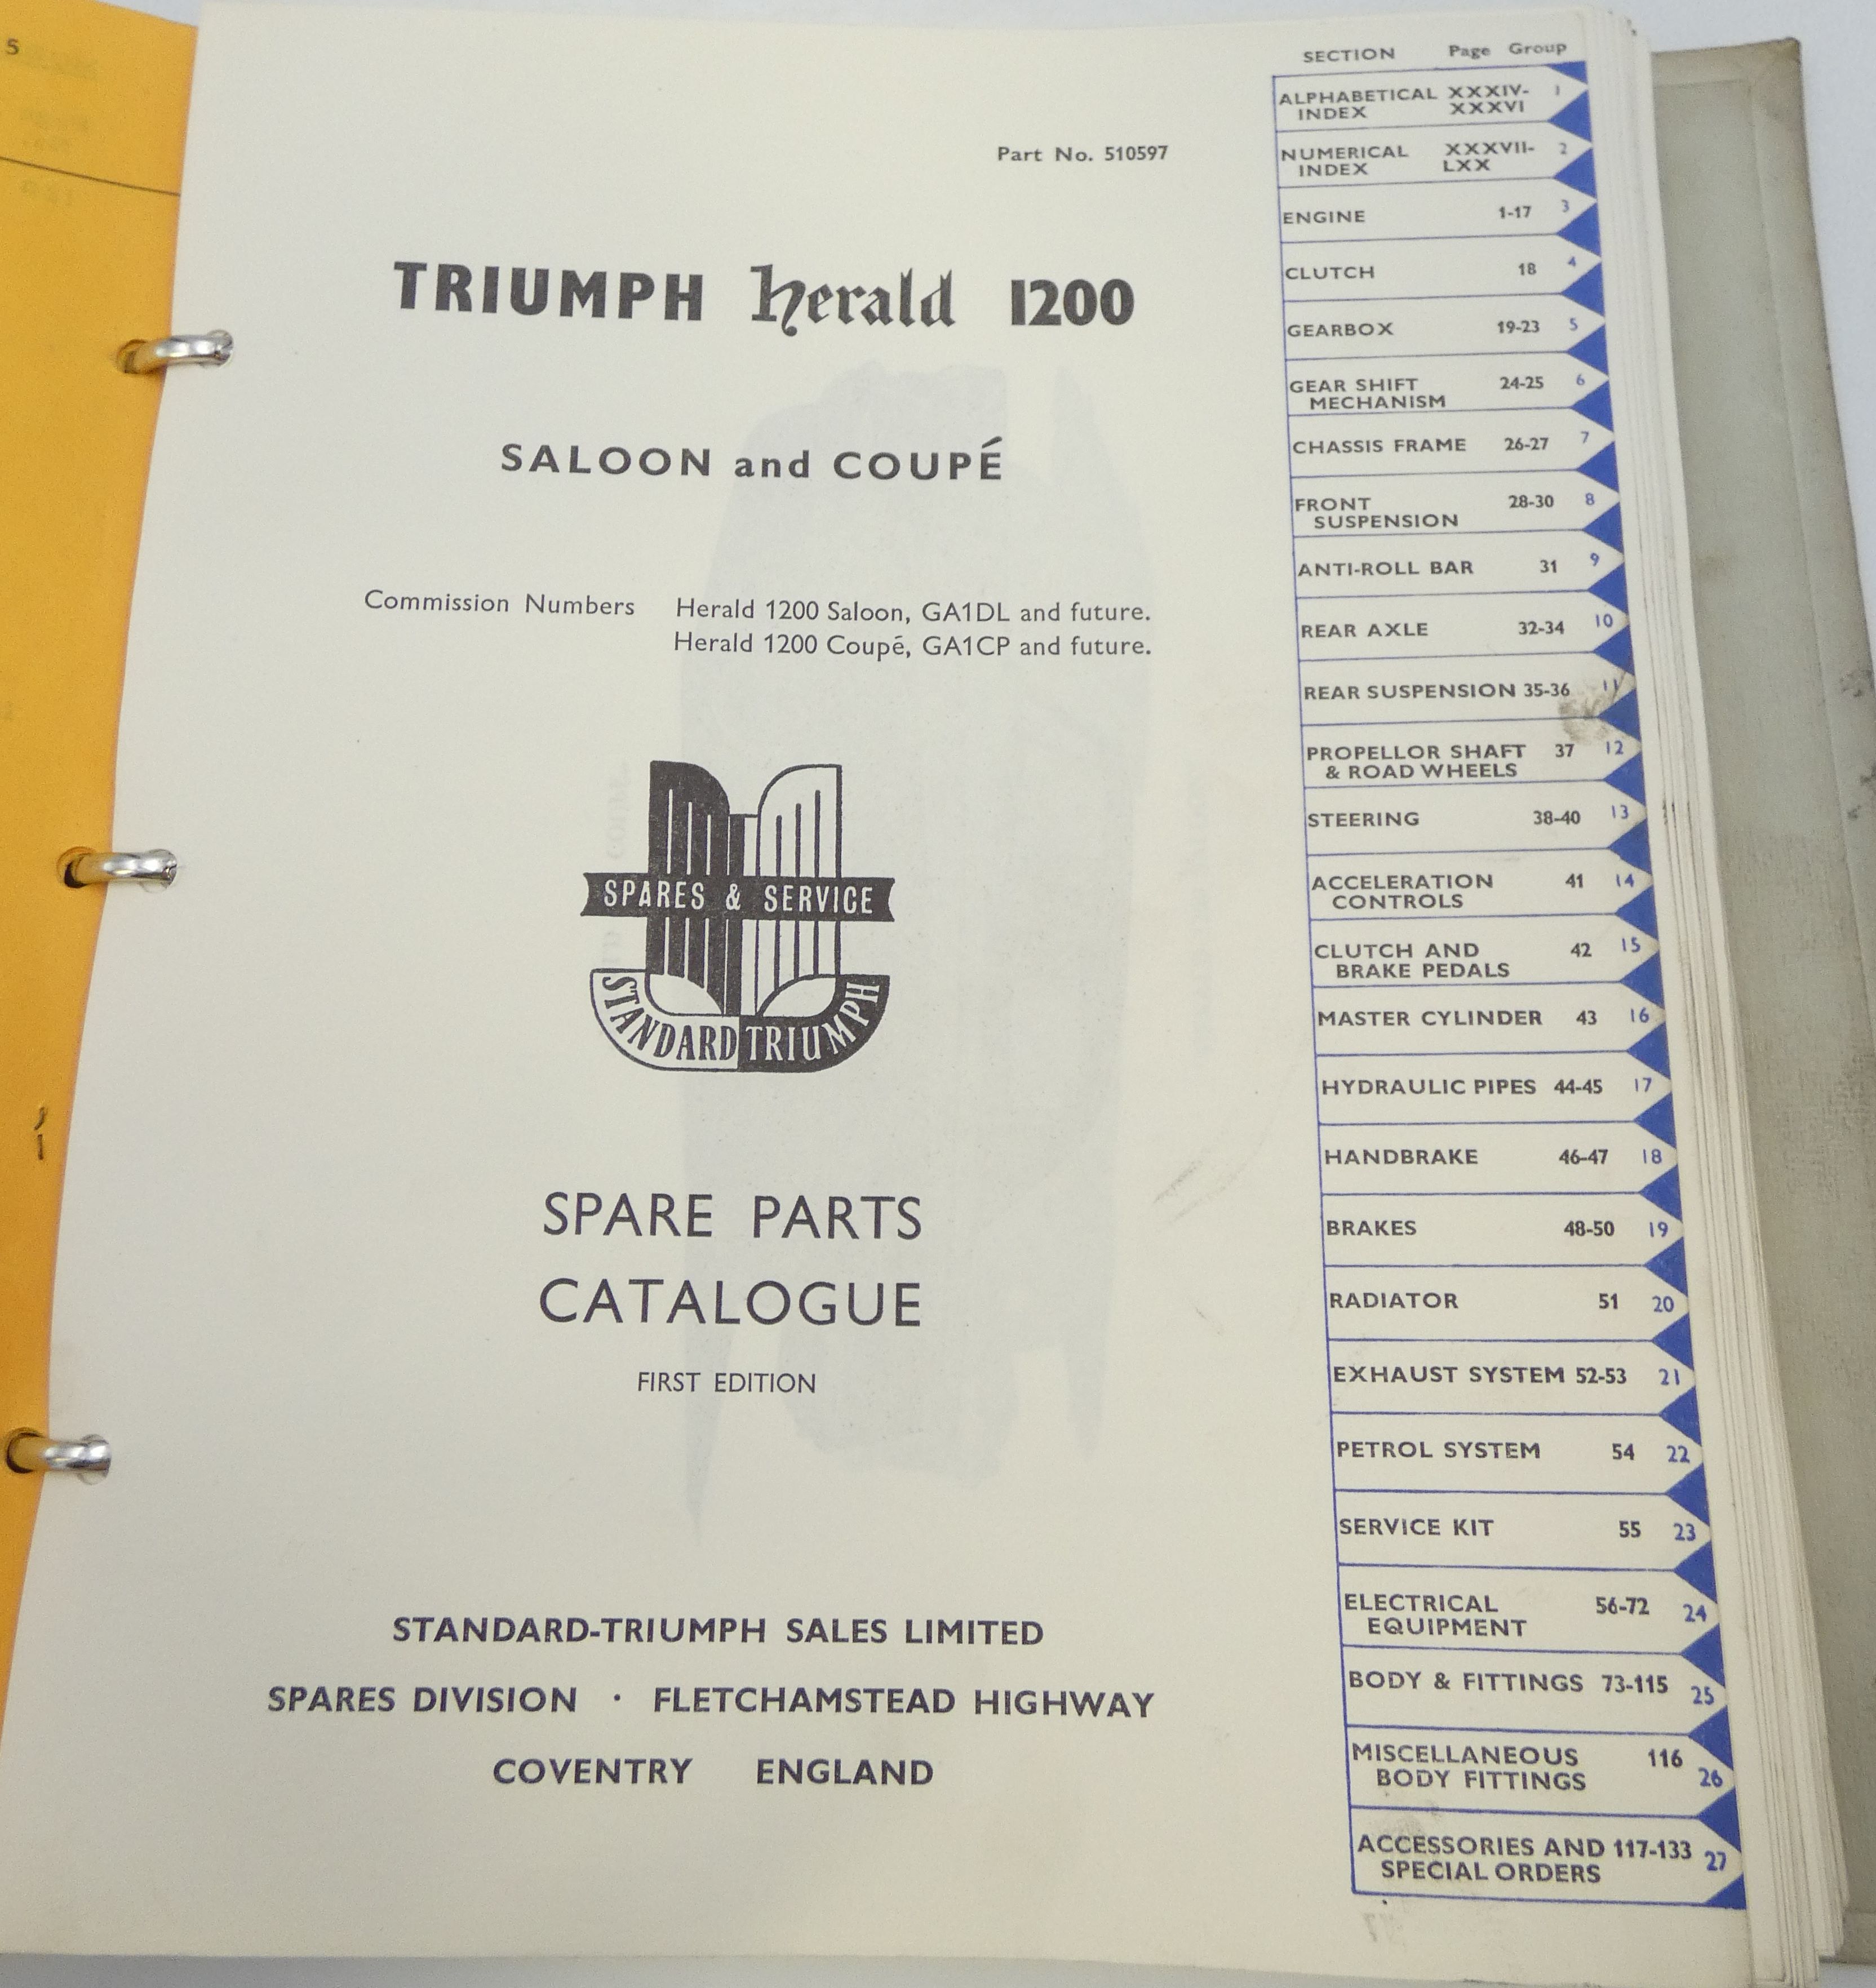 5
Part No. 510597
TRIUMPH herald 1200
SALOON and COUPÉ
Commission Numbers Herald 1200 Saloon, GA1DL and future.
Herald 1200 Coupé, GA1CP and future.
SPARES & SERVICE
STANDARD TRIUMPH
SPARE PARTS
CATALOGUE
FIRST EDITION
STANDARD-TRIUMPH SALES LIMITED
SPARES DIVISION · FLETCHAMSTEAD HIGHWAY
COVENTRY ENGLAND
SECTION Page Group
ALPHABETICAL XXXIV- 1
INDEX XXXVI
NUMERICAL XXXVII- 2
INDEX LXX
ENGINE 1-17 3
CLUTCH 18 4
GEARBOX 19-23 5
GEAR SHIFT 24-25 6
MECHANISM
CHASSIS FRAME 26-27 7
FRONT 28-30 8
SUSPENSION
ANTI-ROLL BAR 31 9
REAR AXLE 32-34 10
REAR SUSPENSION 35-36 11
PROPELLOR SHAFT 37 12
& ROAD WHEELS
STEERING 38-40 13
ACCELERATION 41 14
CONTROLS
CLUTCH AND 42 15
BRAKE PEDALS
MASTER CYLINDER 43 16
HYDRAULIC PIPES 44-45 17
HANDBRAKE 46-47 18
BRAKES 48-50 19
RADIATOR 51 20
EXHAUST SYSTEM 52-53 21
PETROL SYSTEM 54 22
SERVICE KIT 55 23
ELECTRICAL 56-72 24
EQUIPMENT
BODY & FITTINGS 73-115 25
MISCELLANEOUS 116 26
BODY FITTINGS
ACCESSORIES AND 117-133 27
SPECIAL ORDERS